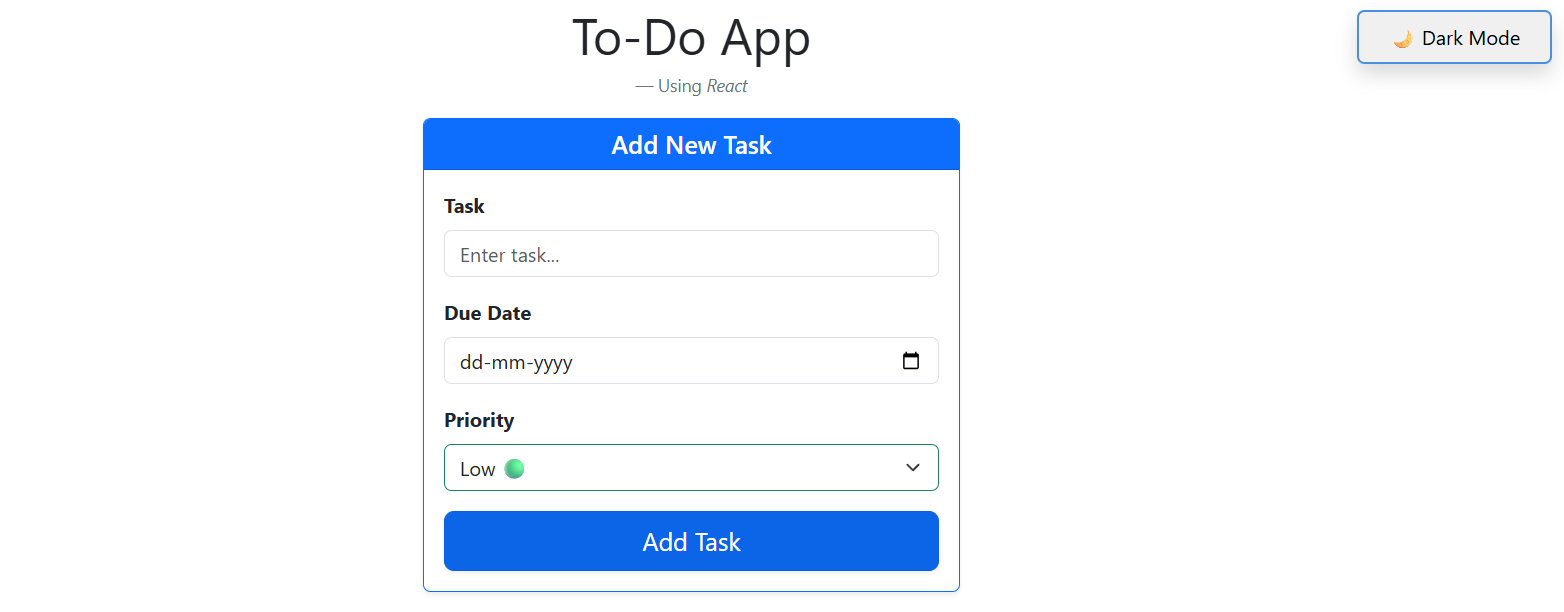 To-Do App
🌙 Dark Mode
— Using React
Add New Task
Task
Enter task...
Due Date
dd-mm-yyyy
Priority
Low 🟢
Add Task